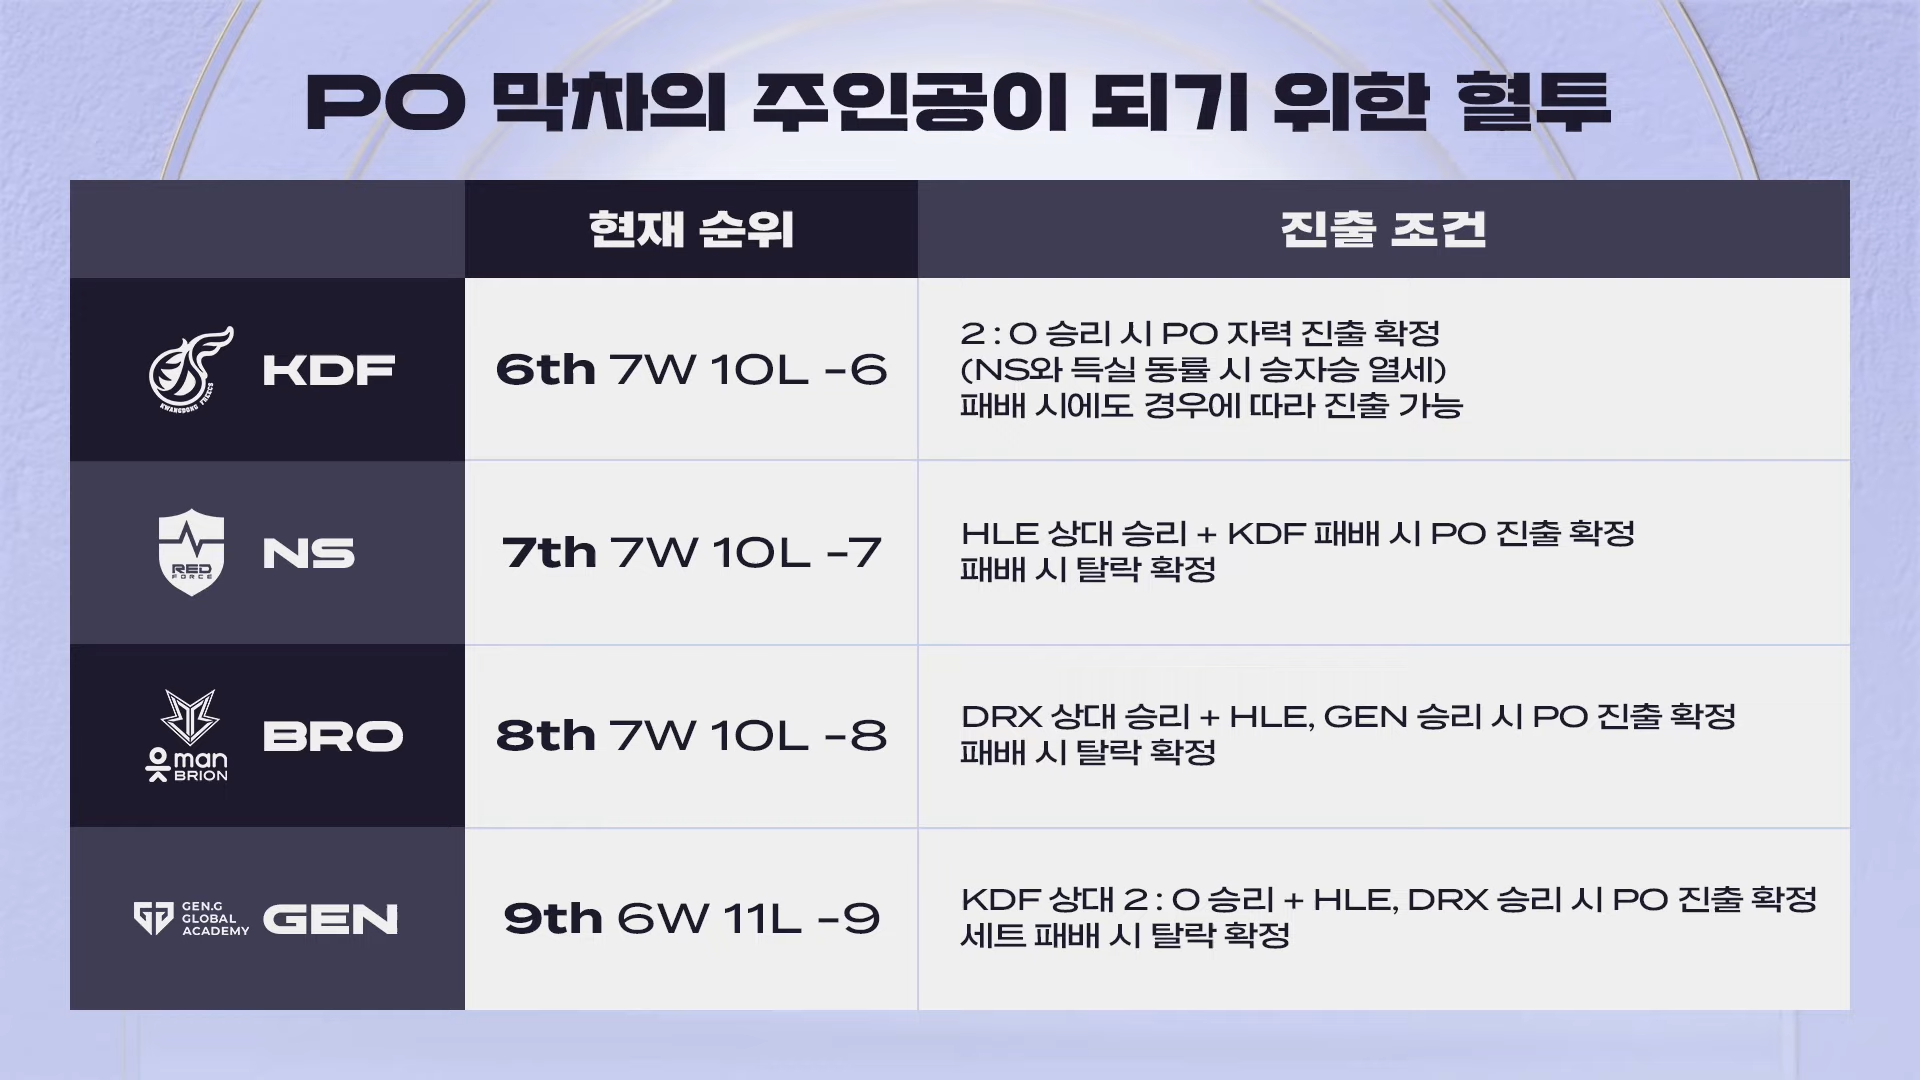 PO 막차의 주인공이 되기 위한 혈투
현재 순위
진출 조건
KWANGDONG FREECS
KDF
6th 7W 10L -6
2 : 0 승리 시 PO 자력 진출 확정
(NS와 득실 동률 시 승자승 열세)
패배 시에도 경우에 따라 진출 가능
RED
FORCE
NS
7th 7W 10L -7
HLE 상대 승리 + KDF 패배 시 PO 진출 확정
패배 시 탈락 확정
ok man
BRION
BRO
8th 7W 10L -8
DRX 상대 승리 + HLE, GEN 승리 시 PO 진출 확정
패배 시 탈락 확정
GEN.G
GLOBAL
ACADEMY
GEN
9th 6W 11L -9
KDF 상대 2 : 0 승리 + HLE, DRX 승리 시 PO 진출 확정
세트 패배 시 탈락 확정